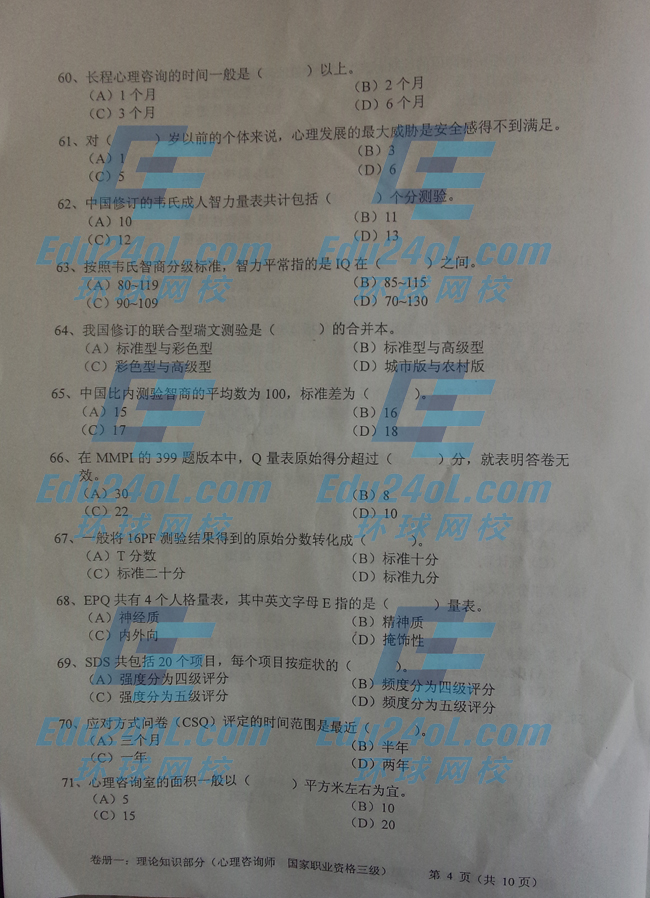 60、长程心理咨询的时间一般是（　　）以上。
（A）1个月　（B）2个月
（C）3个月　（D）6个月
61、对（　　）岁以前的个体来说，心理发展的最大威胁是安全感得不到满足。
（A）1　（B）3
（C）5　（D）6
62、中国修订的韦氏成人智力量表共计包括（　　）个分测验。
（A）10　（B）11
（C）12　（D）13
63、按照韦氏智商分级标准，智力平常指的是IQ在（　　）之间。
（A）80~119　（B）85~115
（C）90~109　（D）70~130
64、我国修订的联合型瑞文测验是（　　）的合并本。
（A）标准型与彩色型　（B）标准型与高级型
（C）彩色型与高级型　（D）城市版与农村版
65、中国比内测验智商的平均数为100，标准差为（　　）。
（A）15　（B）16
（C）17　（D）18
66、在MMPI的399题版本中，Q量表原始得分超过（　　）分，就表明答卷无
效。
（A）30　（B）8
（C）22　（D）10
67、一般将16PF测验结果得到的原始分数转化成（　　）。
（A）T分数　（B）标准十分
（C）标准二十分　（D）标准九分
68、EPQ共有4个人格量表，其中英文字母E指的是（　　）量表。
（A）神经质　（B）精神质
（C）内外向　（D）掩饰性
69、SDS共包括20个项目，每个项目按症状的（　　）。
（A）强度分为四级评分　（B）频度分为四级评分
（C）强度分为五级评分　（D）频度分为五级评分
70、应对方式问卷（CSQ）评定的时间范围是最近（　　）。
（A）三个月　（B）半年
（C）一年　（D）两年
71、心理咨询室的面积一般以（　　）平方米左右为宜。
（A）5　（B）10
（C）15　（D）20
卷册一：理论知识部分（心理咨询师　国家职业资格三级）　第 4 页（共 10 页）
Edu24oL.com　Edu24oL.com
环球网校　环球网校
Edu24oL.com　Edu24oL.com
环球网校　环球网校
Edu24oL.com　Edu24oL.com
环球网校　环球网校